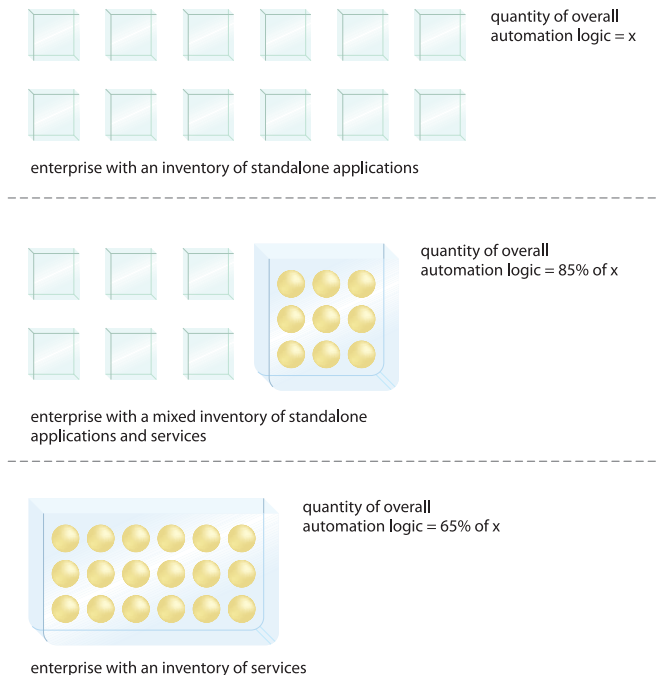 quantity of overall
automation logic = x
enterprise with an inventory of standalone applications
quantity of overall
automation logic = 85% of x
enterprise with a mixed inventory of standalone
applications and services
quantity of overall
automation logic = 65% of x
enterprise with an inventory of services